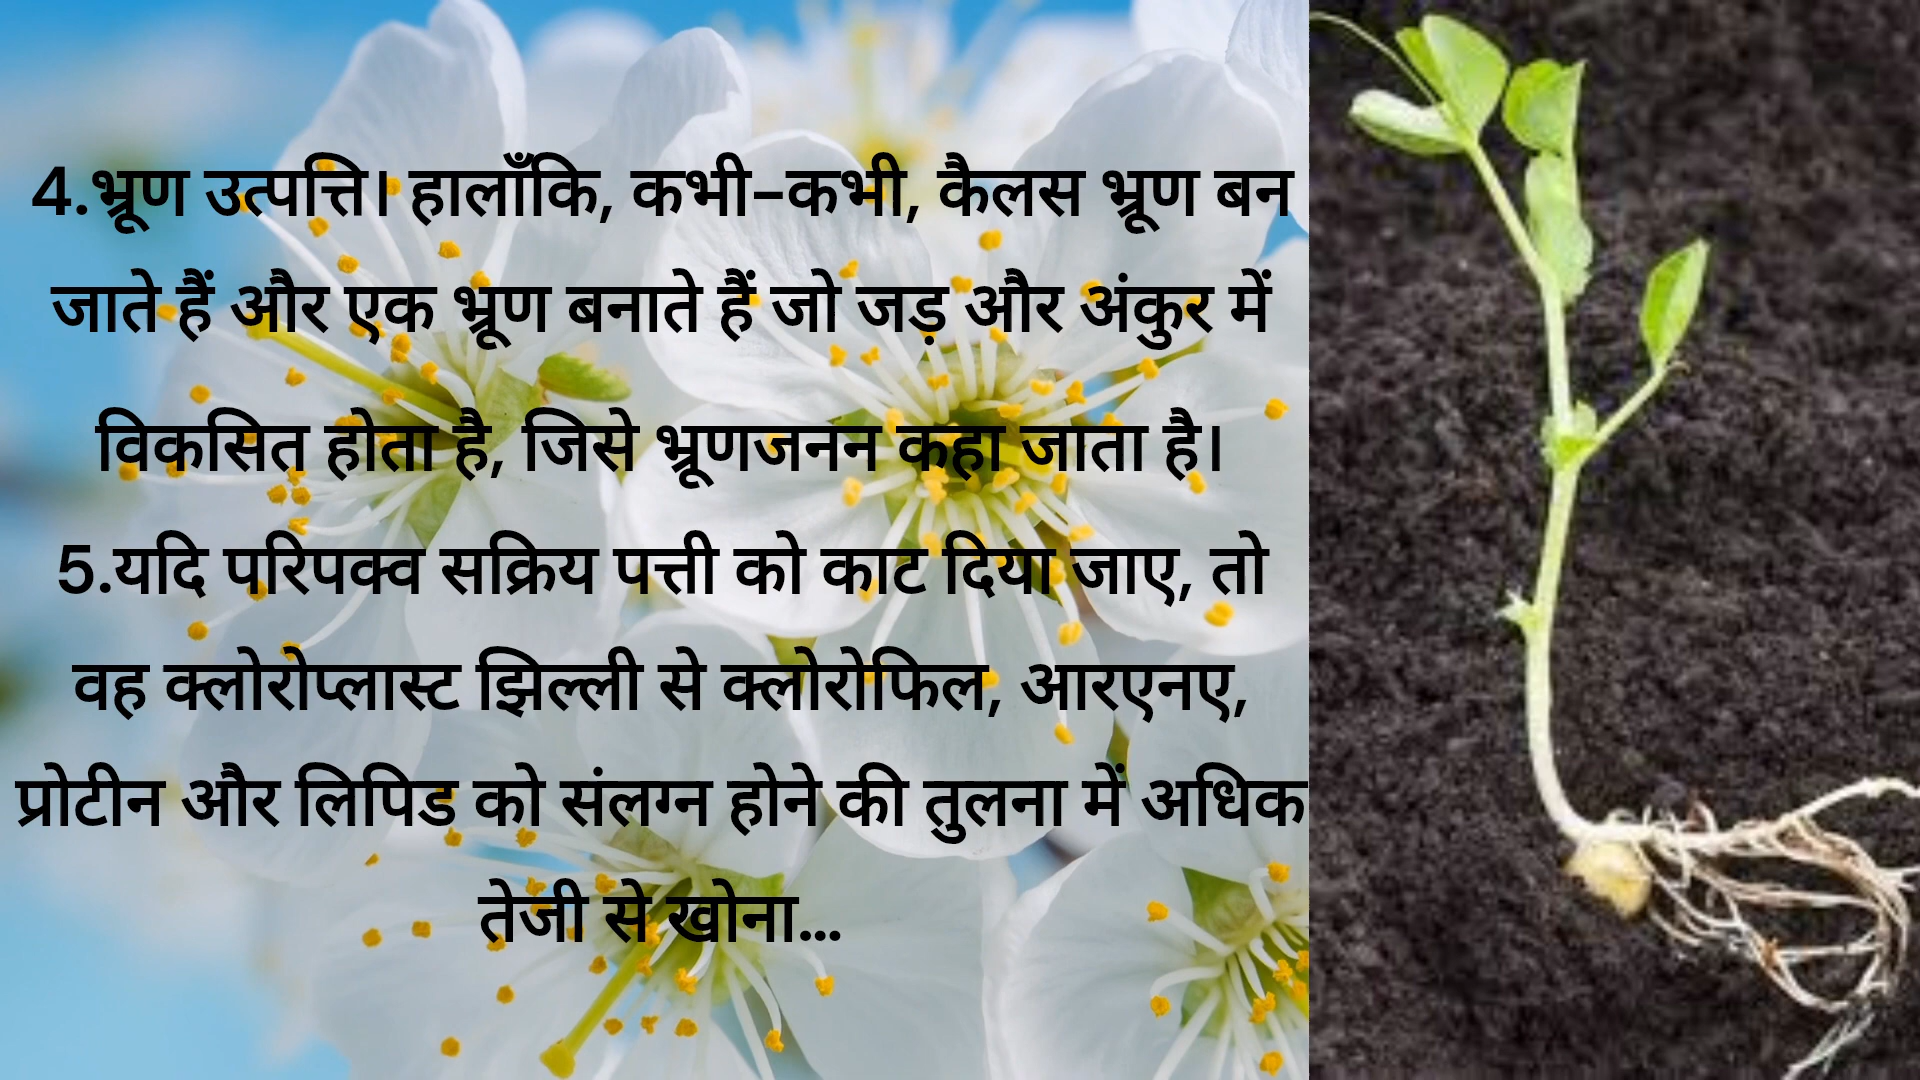 4.भ्रूण उत्पत्ति। हालाँकि, कभी-कभी, कैलस भ्रूण बन
जाते हैं और एक भ्रूण बनाते हैं जो जड़ और अंकुर में
विकसित होता है, जिसे भ्रूणजनन कहा जाता है।
5.यदि परिपक्व सक्रिय पत्ती को काट दिया जाए, तो
वह क्लोरोप्लास्ट झिल्ली से क्लोरोफिल, आरएनए,
प्रोटीन और लिपिड को संलग्न होने की तुलना में अधिक
तेजी से खोना...